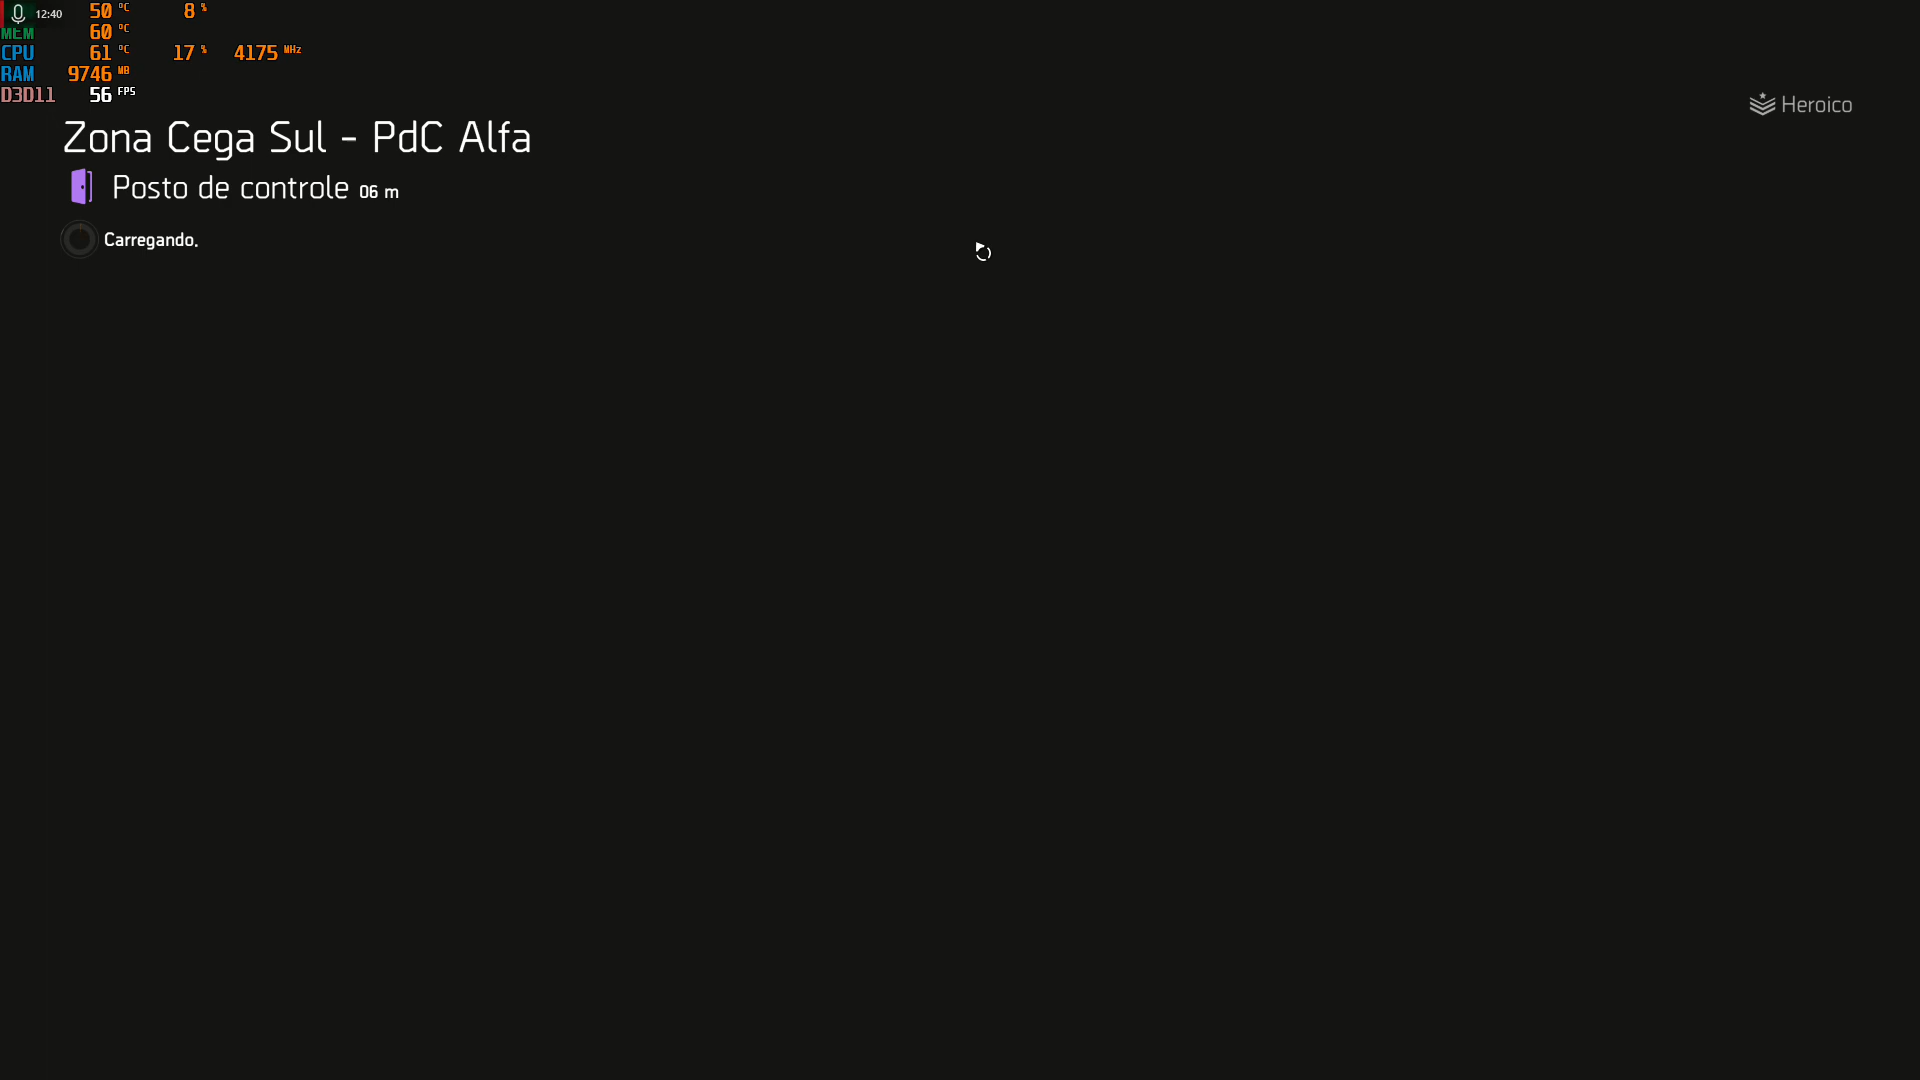 12:40
50 °C 8 %
MEM 60 °C
CPU 61 °C 17 % 4175 MHz
RAM 9746 MB
D3D11 56 FPS
Heroico
Zona Cega Sul - PdC Alfa
Posto de controle 06 m
Carregando.